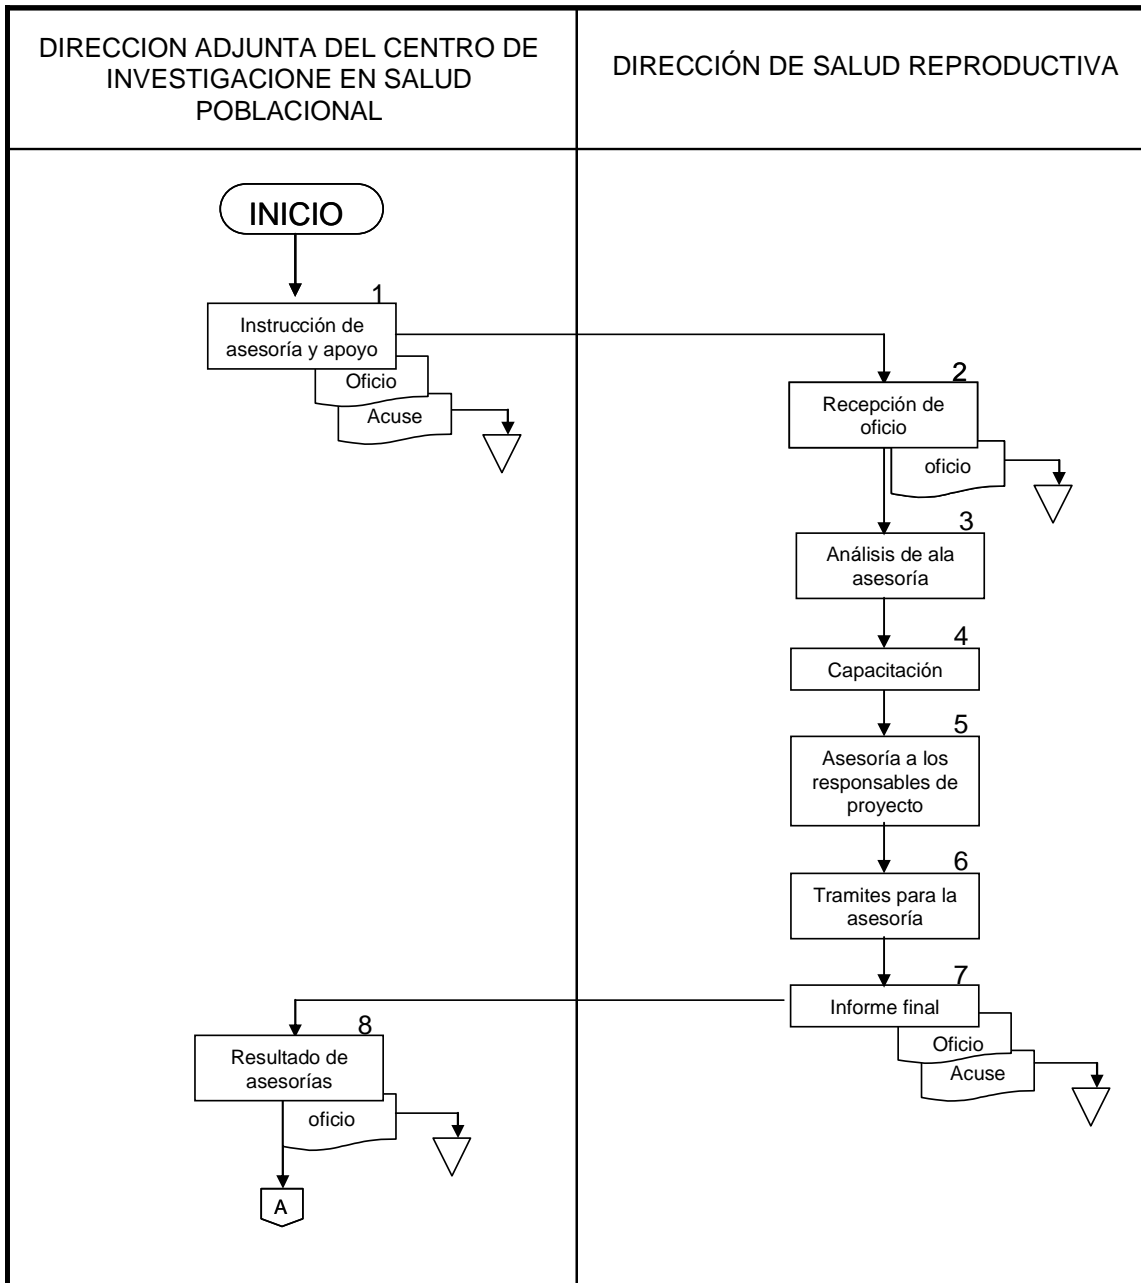 DIRECCION ADJUNTA DEL CENTRO DE
INVESTIGACIONE EN SALUD
POBLACIONAL
DIRECCIÓN DE SALUD REPRODUCTIVA
INICIO
1
Instrucción de
asesoría y apoyo
Oficio
Acuse
2
Recepción de
oficio
oficio
3
Análisis de ala
asesoría
4
Capacitación
5
Asesoría a los
responsables de
proyecto
6
Tramites para la
asesoría
7
Informe final
Oficio
Acuse
8
Resultado de
asesorías
oficio
A